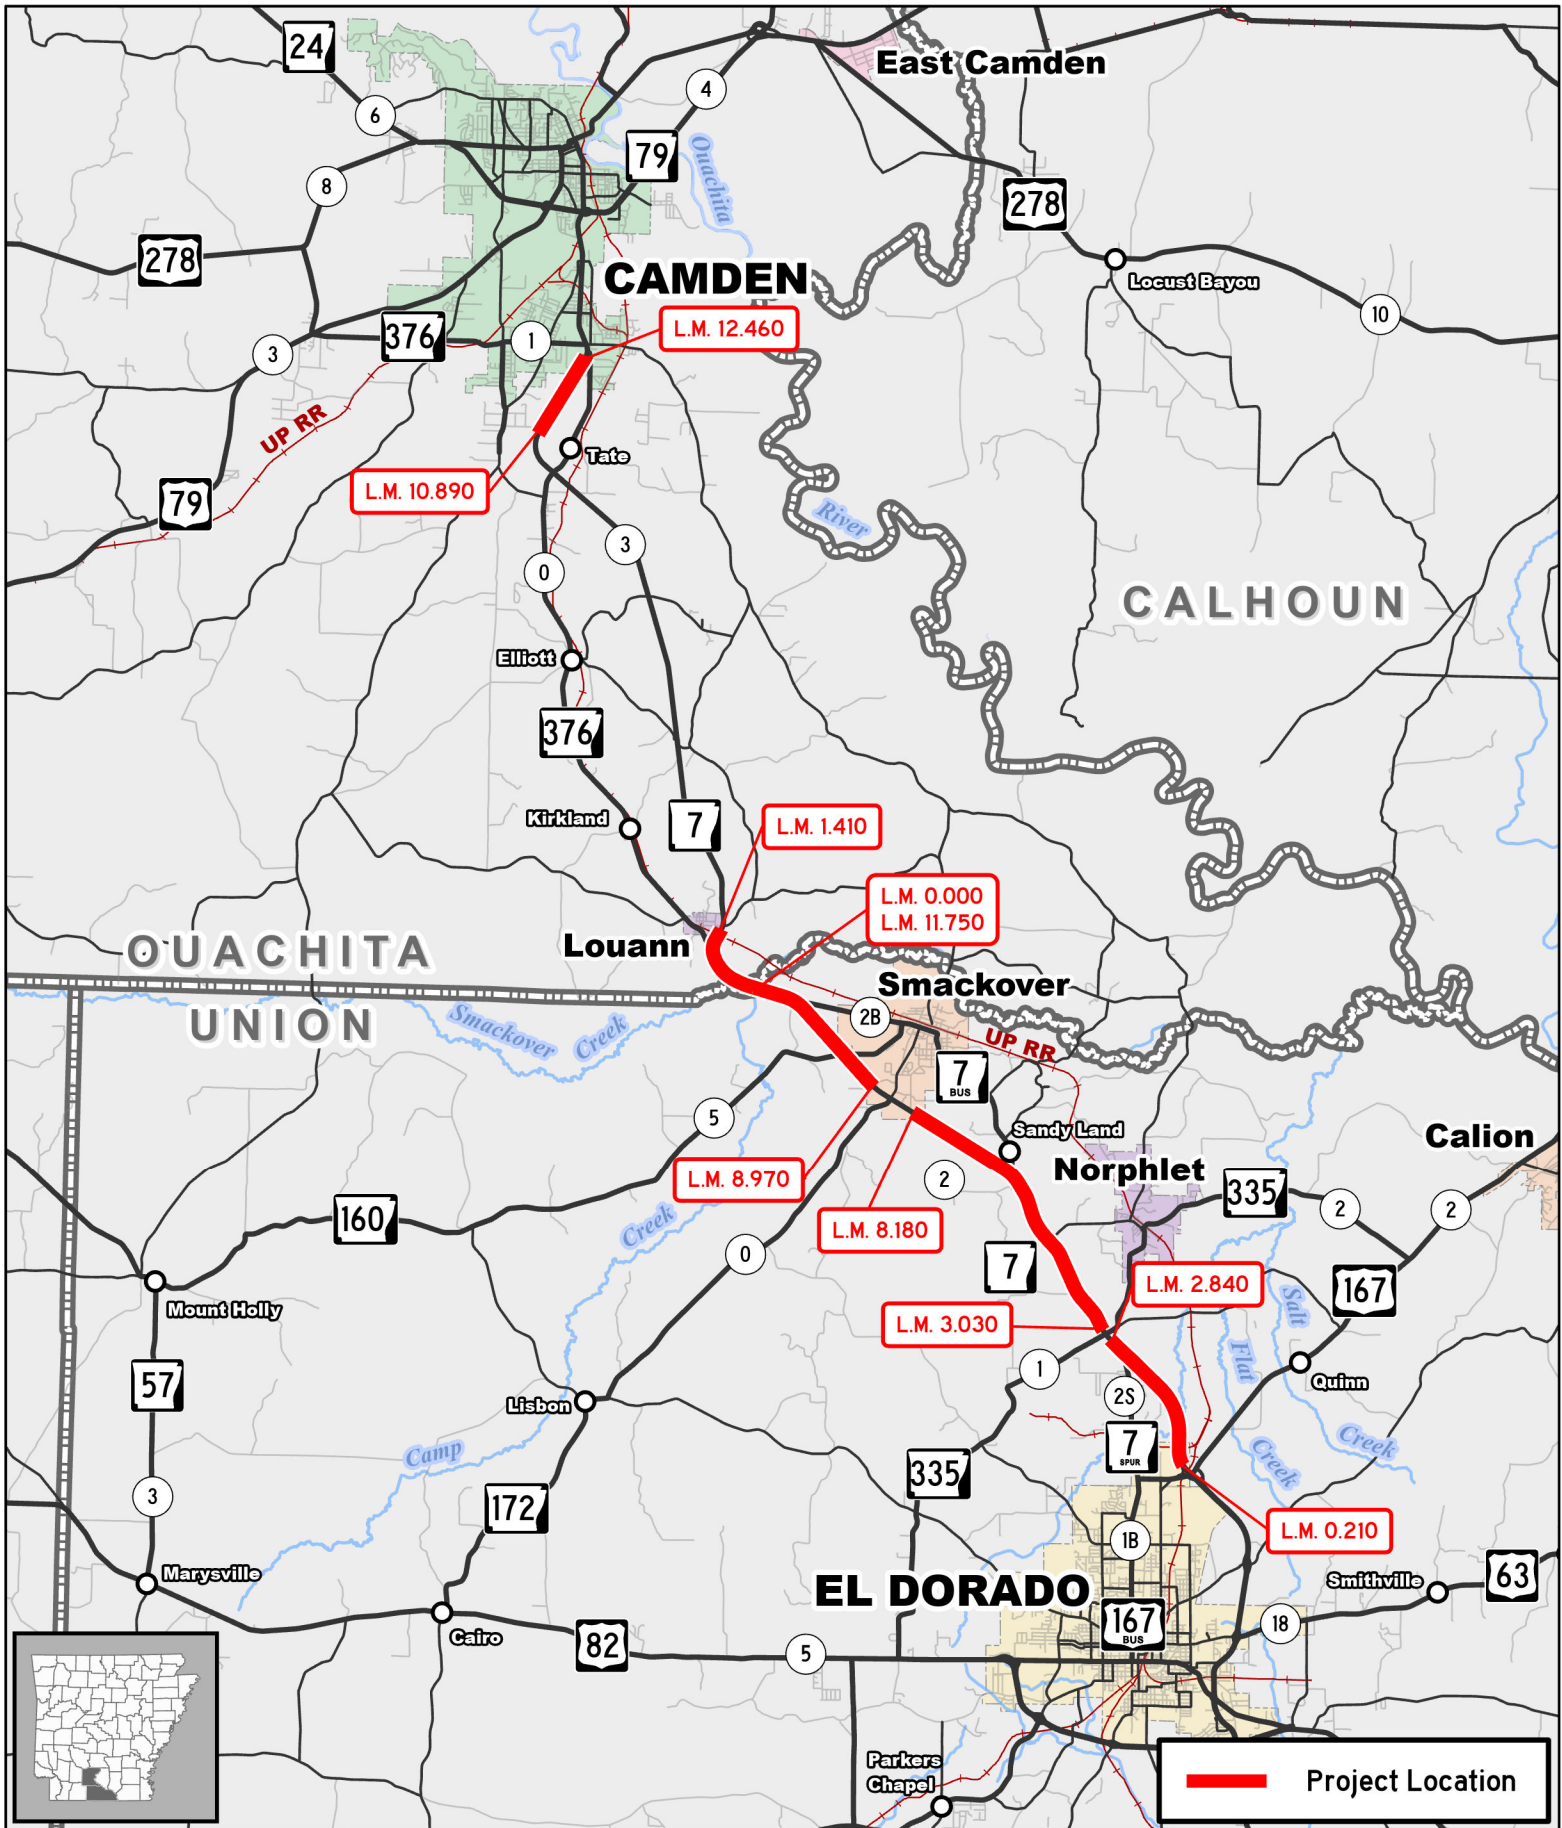 24
East Camden
6
4
79
Ouachita
8
278
278
CAMDEN
Locust Bayou
10
376
1
L.M. 12.460
3
UP RR
Tate
L.M. 10.890
79
River
3
0
CALHOUN
Elliott
376
Kirkland
7
L.M. 1.410
L.M. 0.000
L.M. 11.750
OUACHITA
Louann
Smackover
UNION
Smackover
Creek
2B
UP RR
7
BUS
5
Sandy Land
Calion
Norphlet
L.M. 8.970
2
335
2
2
160
Creek
L.M. 8.180
0
7
L.M. 2.840
167
Mount Holly
Salt
L.M. 3.030
Flat
1
Quinn
57
2S
Lisbon
Camp
7
SPUR
Creek
Creek
335
3
172
L.M. 0.210
1B
Marysville
EL DORADO
Smithville
63
Cairo
167
BUS
18
82
5
Parkers
Chapel
Project Location